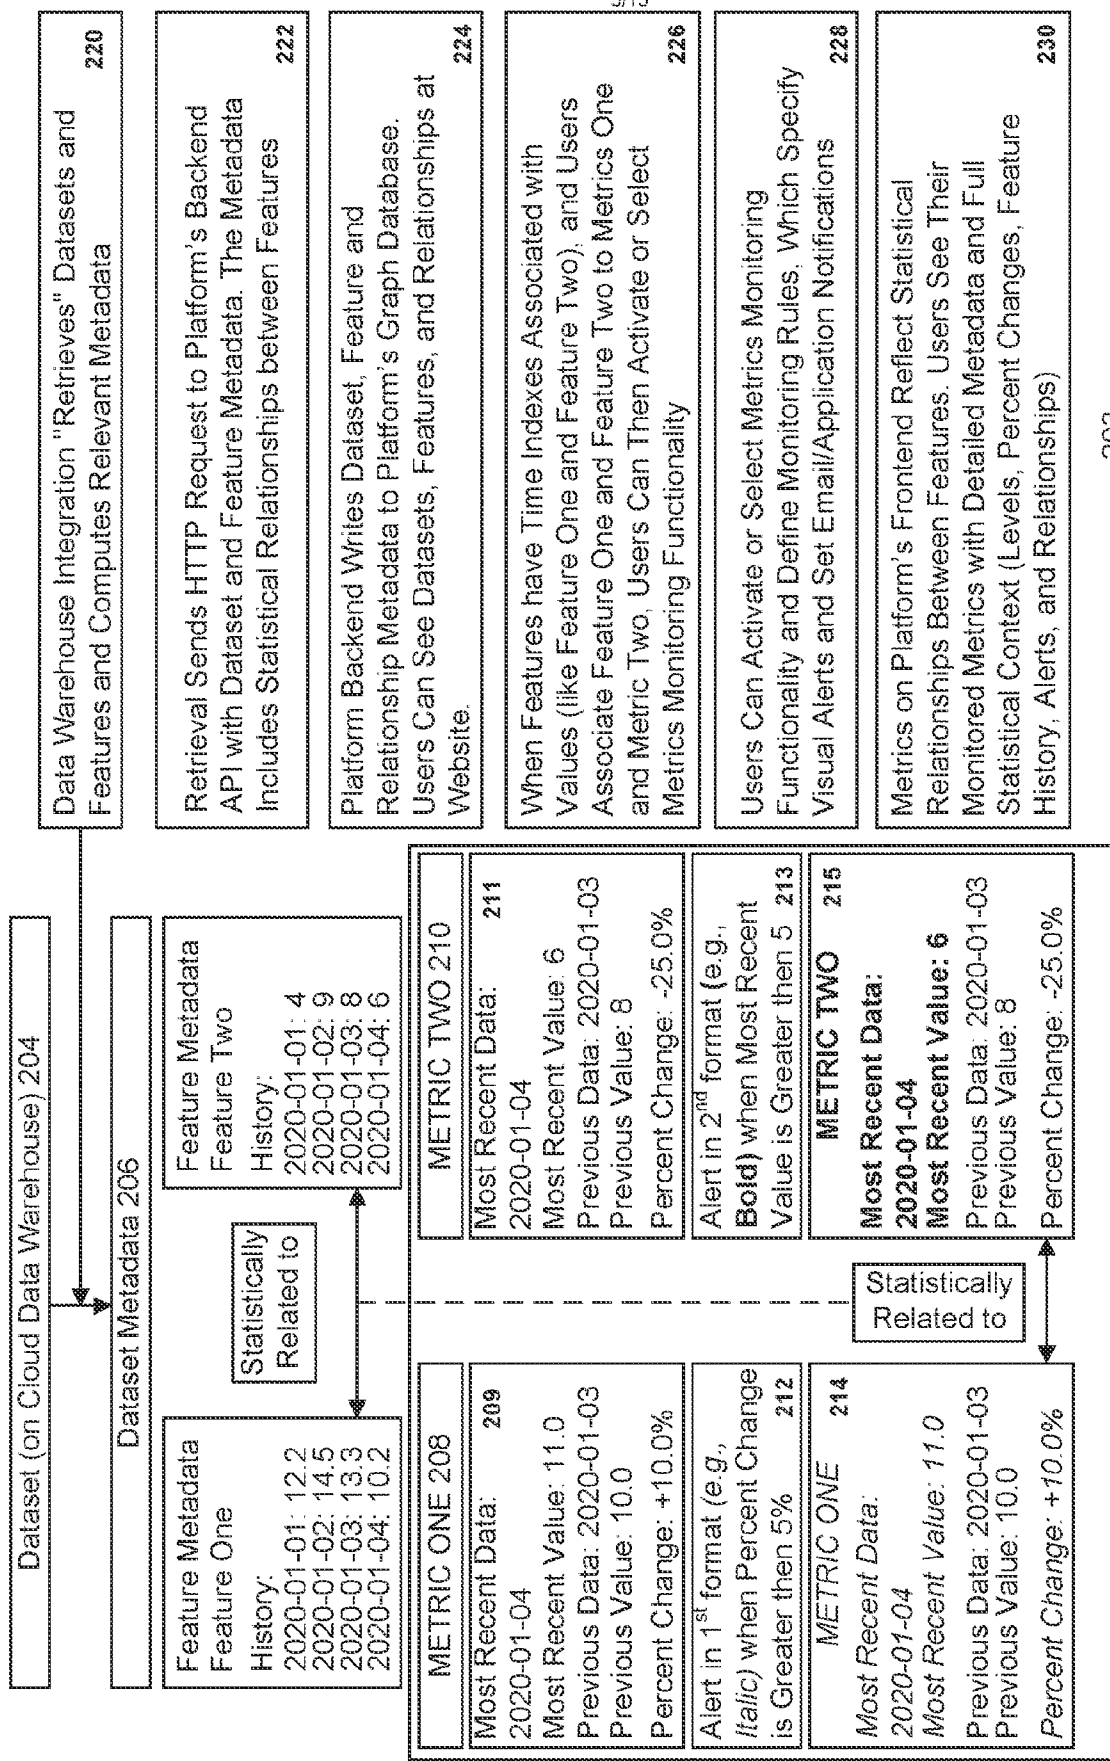 Dataset (on Cloud Data Warehouse) 204
Dataset Metadata 206
Feature Metadata
Feature One
History:
2020-01-01: 12.2
2020-01-02: 14.5
2020-01-03: 13.3
2020-01-04: 10.2
Statistically
Related to
Feature Metadata
Feature Two
History:
2020-01-01: 4
2020-01-02: 9
2020-01-03: 8
2020-01-04: 6
METRIC ONE 208
Most Recent Data: 209
2020-01-04
Most Recent Value: 11.0
Previous Data: 2020-01-03
Previous Value: 10.0
Percent Change: +10.0%
Alert in 1st format (e.g.,
Italic) when Percent Change
is Greater then 5% 212
METRIC ONE 214
Most Recent Data:
2020-01-04
Most Recent Value: 11.0
Previous Data: 2020-01-03
Previous Value: 10.0
Percent Change: +10.0%
Statistically
Related to
METRIC TWO 210
Most Recent Data: 211
2020-01-04
Most Recent Value: 6
Previous Data: 2020-01-03
Previous Value: 8
Percent Change: -25.0%
Alert in 2nd format (e.g.,
Bold) when Most Recent
Value is Greater then 5 213
METRIC TWO 215
Most Recent Data:
2020-01-04
Most Recent Value: 6
Previous Data: 2020-01-03
Previous Value: 8
Percent Change: -25.0%
Data Warehouse Integration "Retrieves" Datasets and
Features and Computes Relevant Metadata 220
Retrieval Sends HTTP Request to Platform's Backend
API with Dataset and Feature Metadata. The Metadata
Includes Statistical Relationships between Features 222
Platform Backend Writes Dataset, Feature and
Relationship Metadata to Platform's Graph Database.
Users Can See Datasets, Features, and Relationships at
Website. 224
When Features have Time Indexes Associated with
Values (like Feature One and Feature Two), and Users
Associate Feature One and Feature Two to Metrics One
and Metric Two, Users Can Then Activate or Select
Metrics Monitoring Functionality 226
Users Can Activate or Select Metrics Monitoring
Functionality and Define Monitoring Rules, Which Specify
Visual Alerts and Set Email/Application Notifications 228
Metrics on Platform's Frontend Reflect Statistical
Relationships Between Features. Users See Their
Monitored Metrics with Detailed Metadata and Full
Statistical Context (Levels, Percent Changes, Feature
History, Alerts, and Relationships) 230